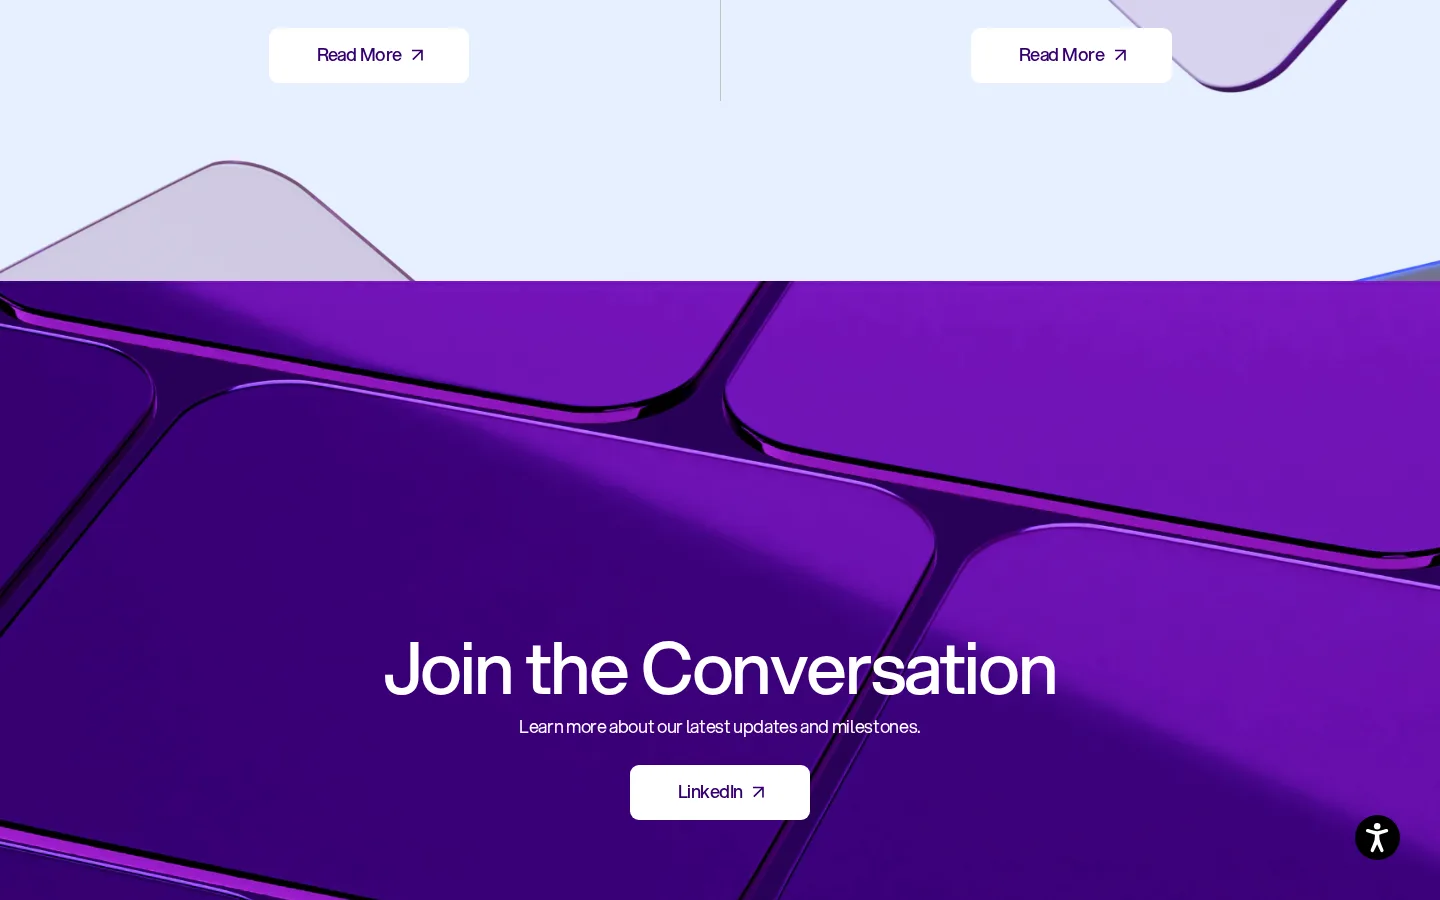 Read More
Read More
Join the Conversation
Learn more about our latest updates and milestones.
LinkedIn